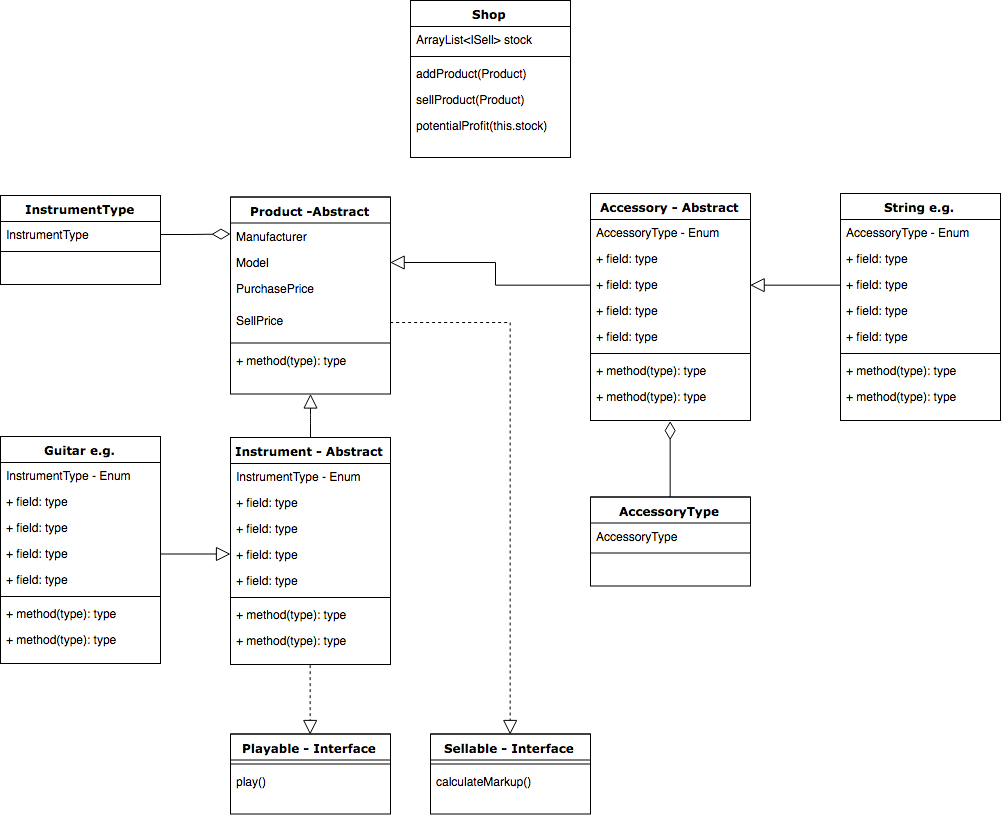 Shop
ArrayList<ISell> stock
addProduct(Product)
sellProduct(Product)
potentialProfit(this.stock)
InstrumentType
InstrumentType
Product -Abstract
Manufacturer
Model
PurchasePrice
SellPrice
+ method(type): type
Accessory - Abstract
AccessoryType - Enum
+ field: type
+ field: type
+ field: type
+ field: type
+ method(type): type
+ method(type): type
String e.g.
AccessoryType - Enum
+ field: type
+ field: type
+ field: type
+ field: type
+ method(type): type
+ method(type): type
Guitar e.g.
InstrumentType - Enum
+ field: type
+ field: type
+ field: type
+ field: type
+ method(type): type
+ method(type): type
Instrument - Abstract
InstrumentType - Enum
+ field: type
+ field: type
+ field: type
+ field: type
+ method(type): type
+ method(type): type
AccessoryType
AccessoryType
Playable - Interface
play()
Sellable - Interface
calculateMarkup()